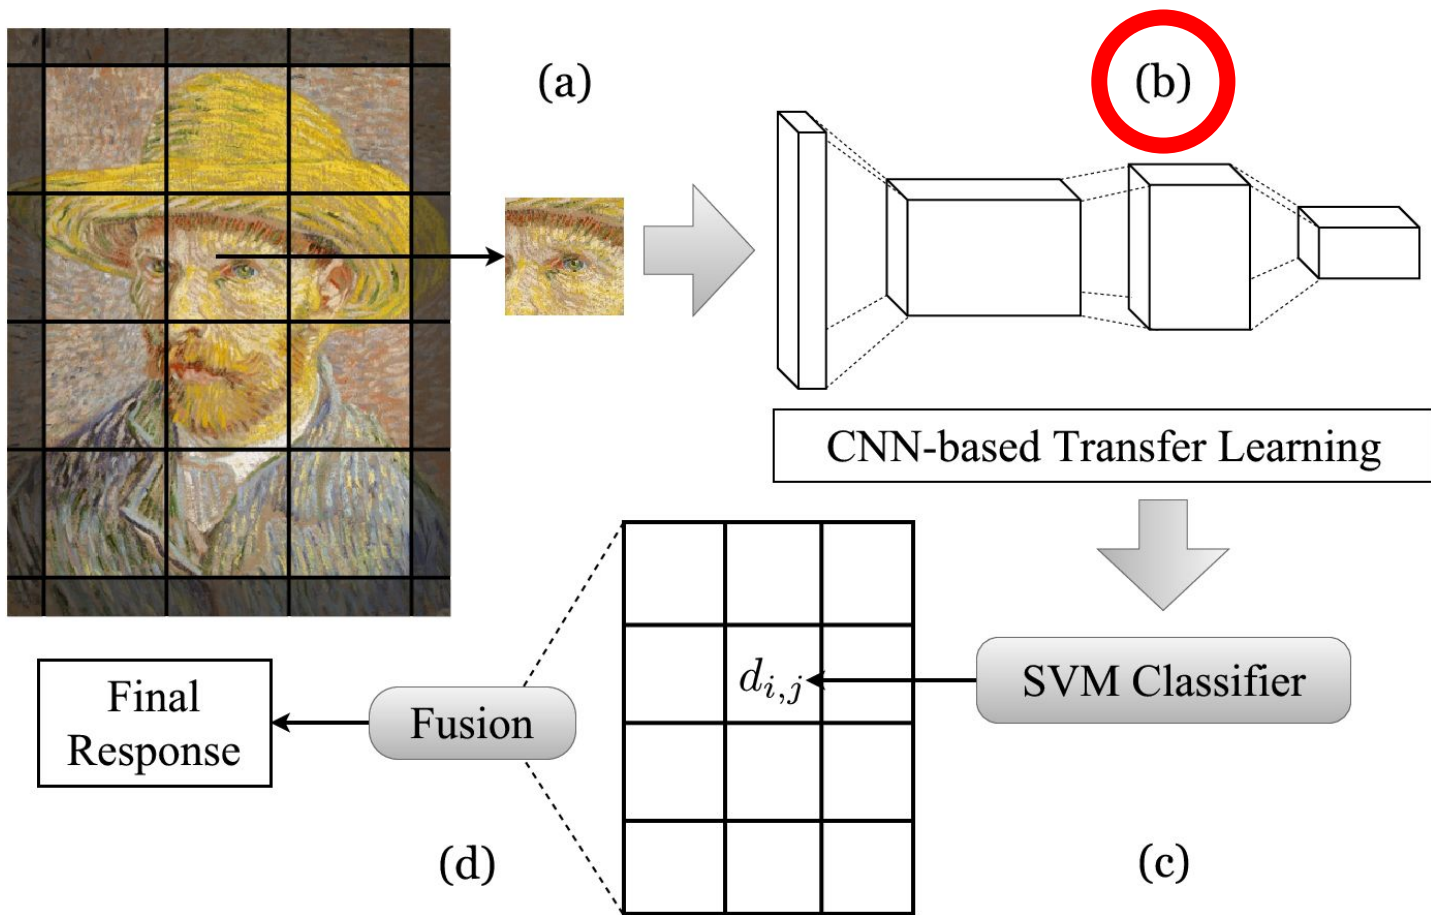 (a)
(b)
CNN-based Transfer Learning
SVM Classifier
d_{i,j}
Fusion
Final
Response
(d)
(c)